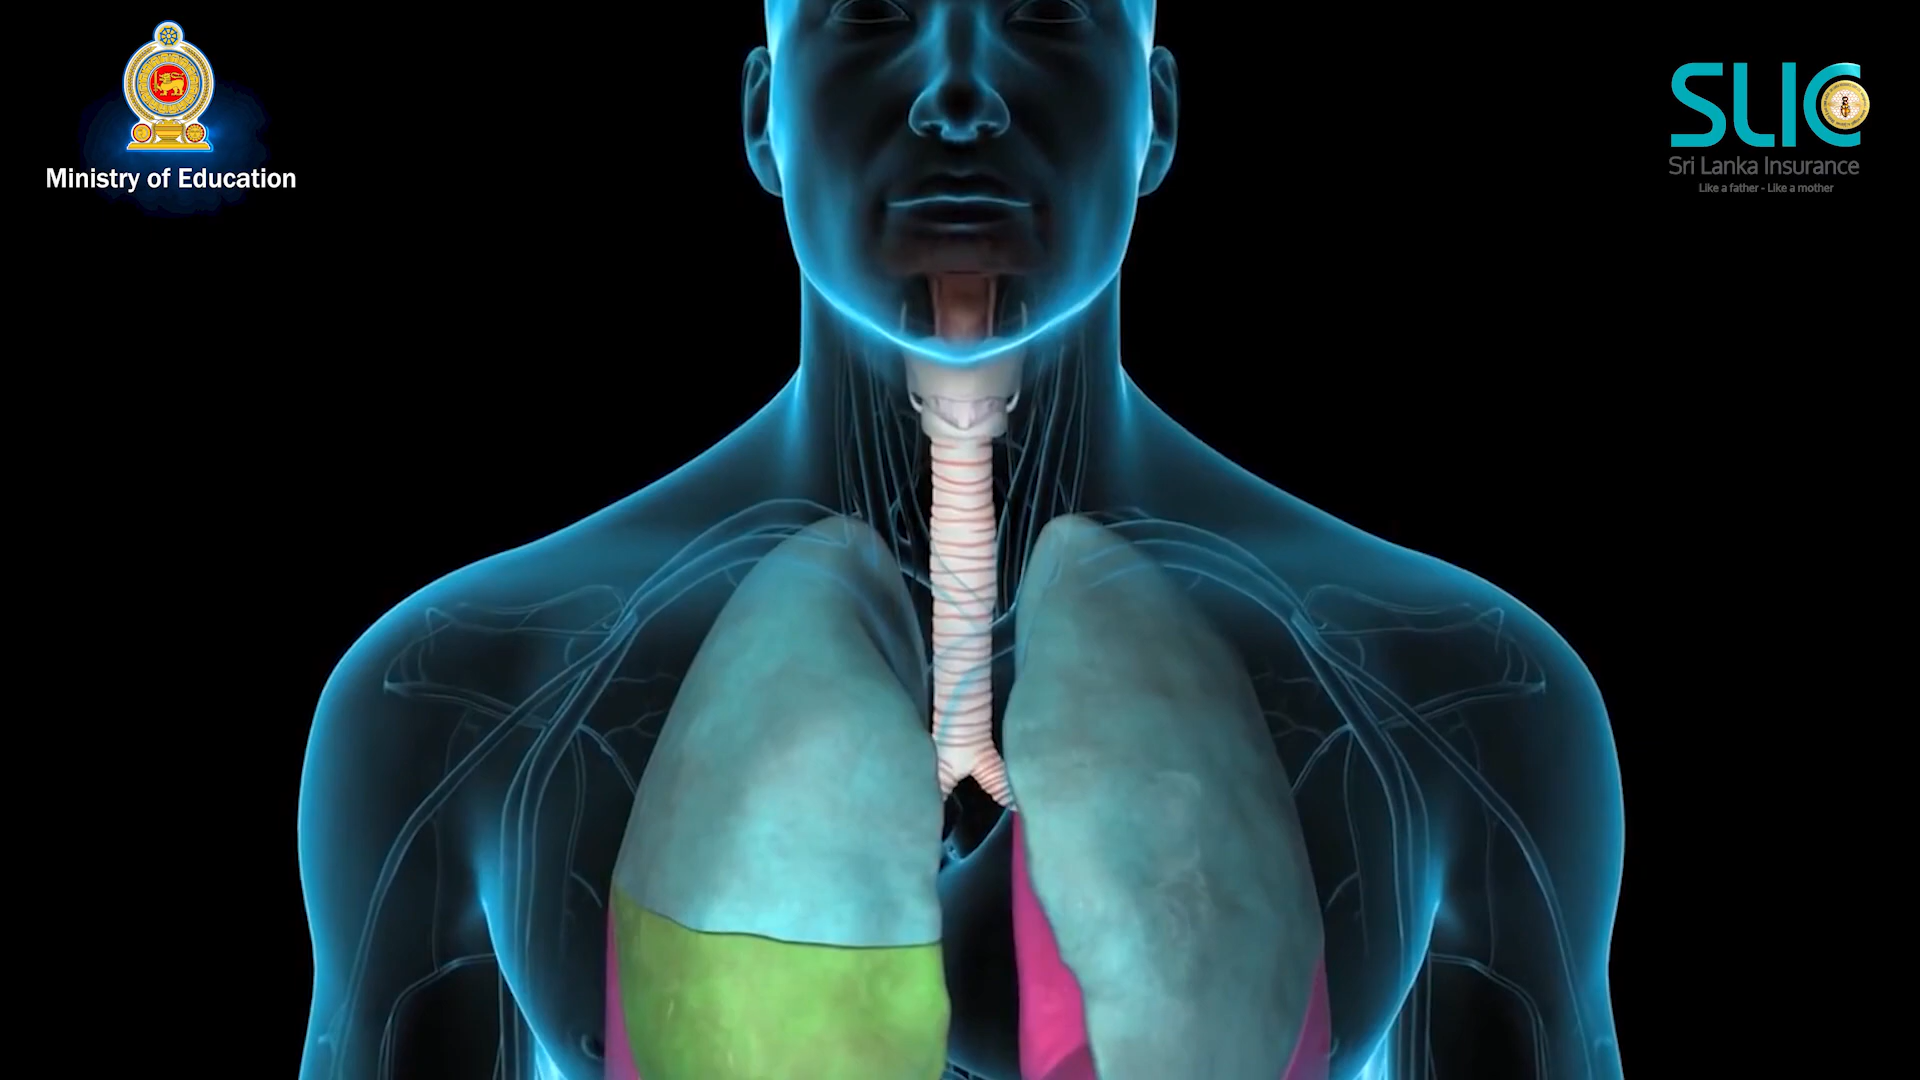 Ministry of Education
SLIC
Sri Lanka Insurance
Like a father - Like a mother